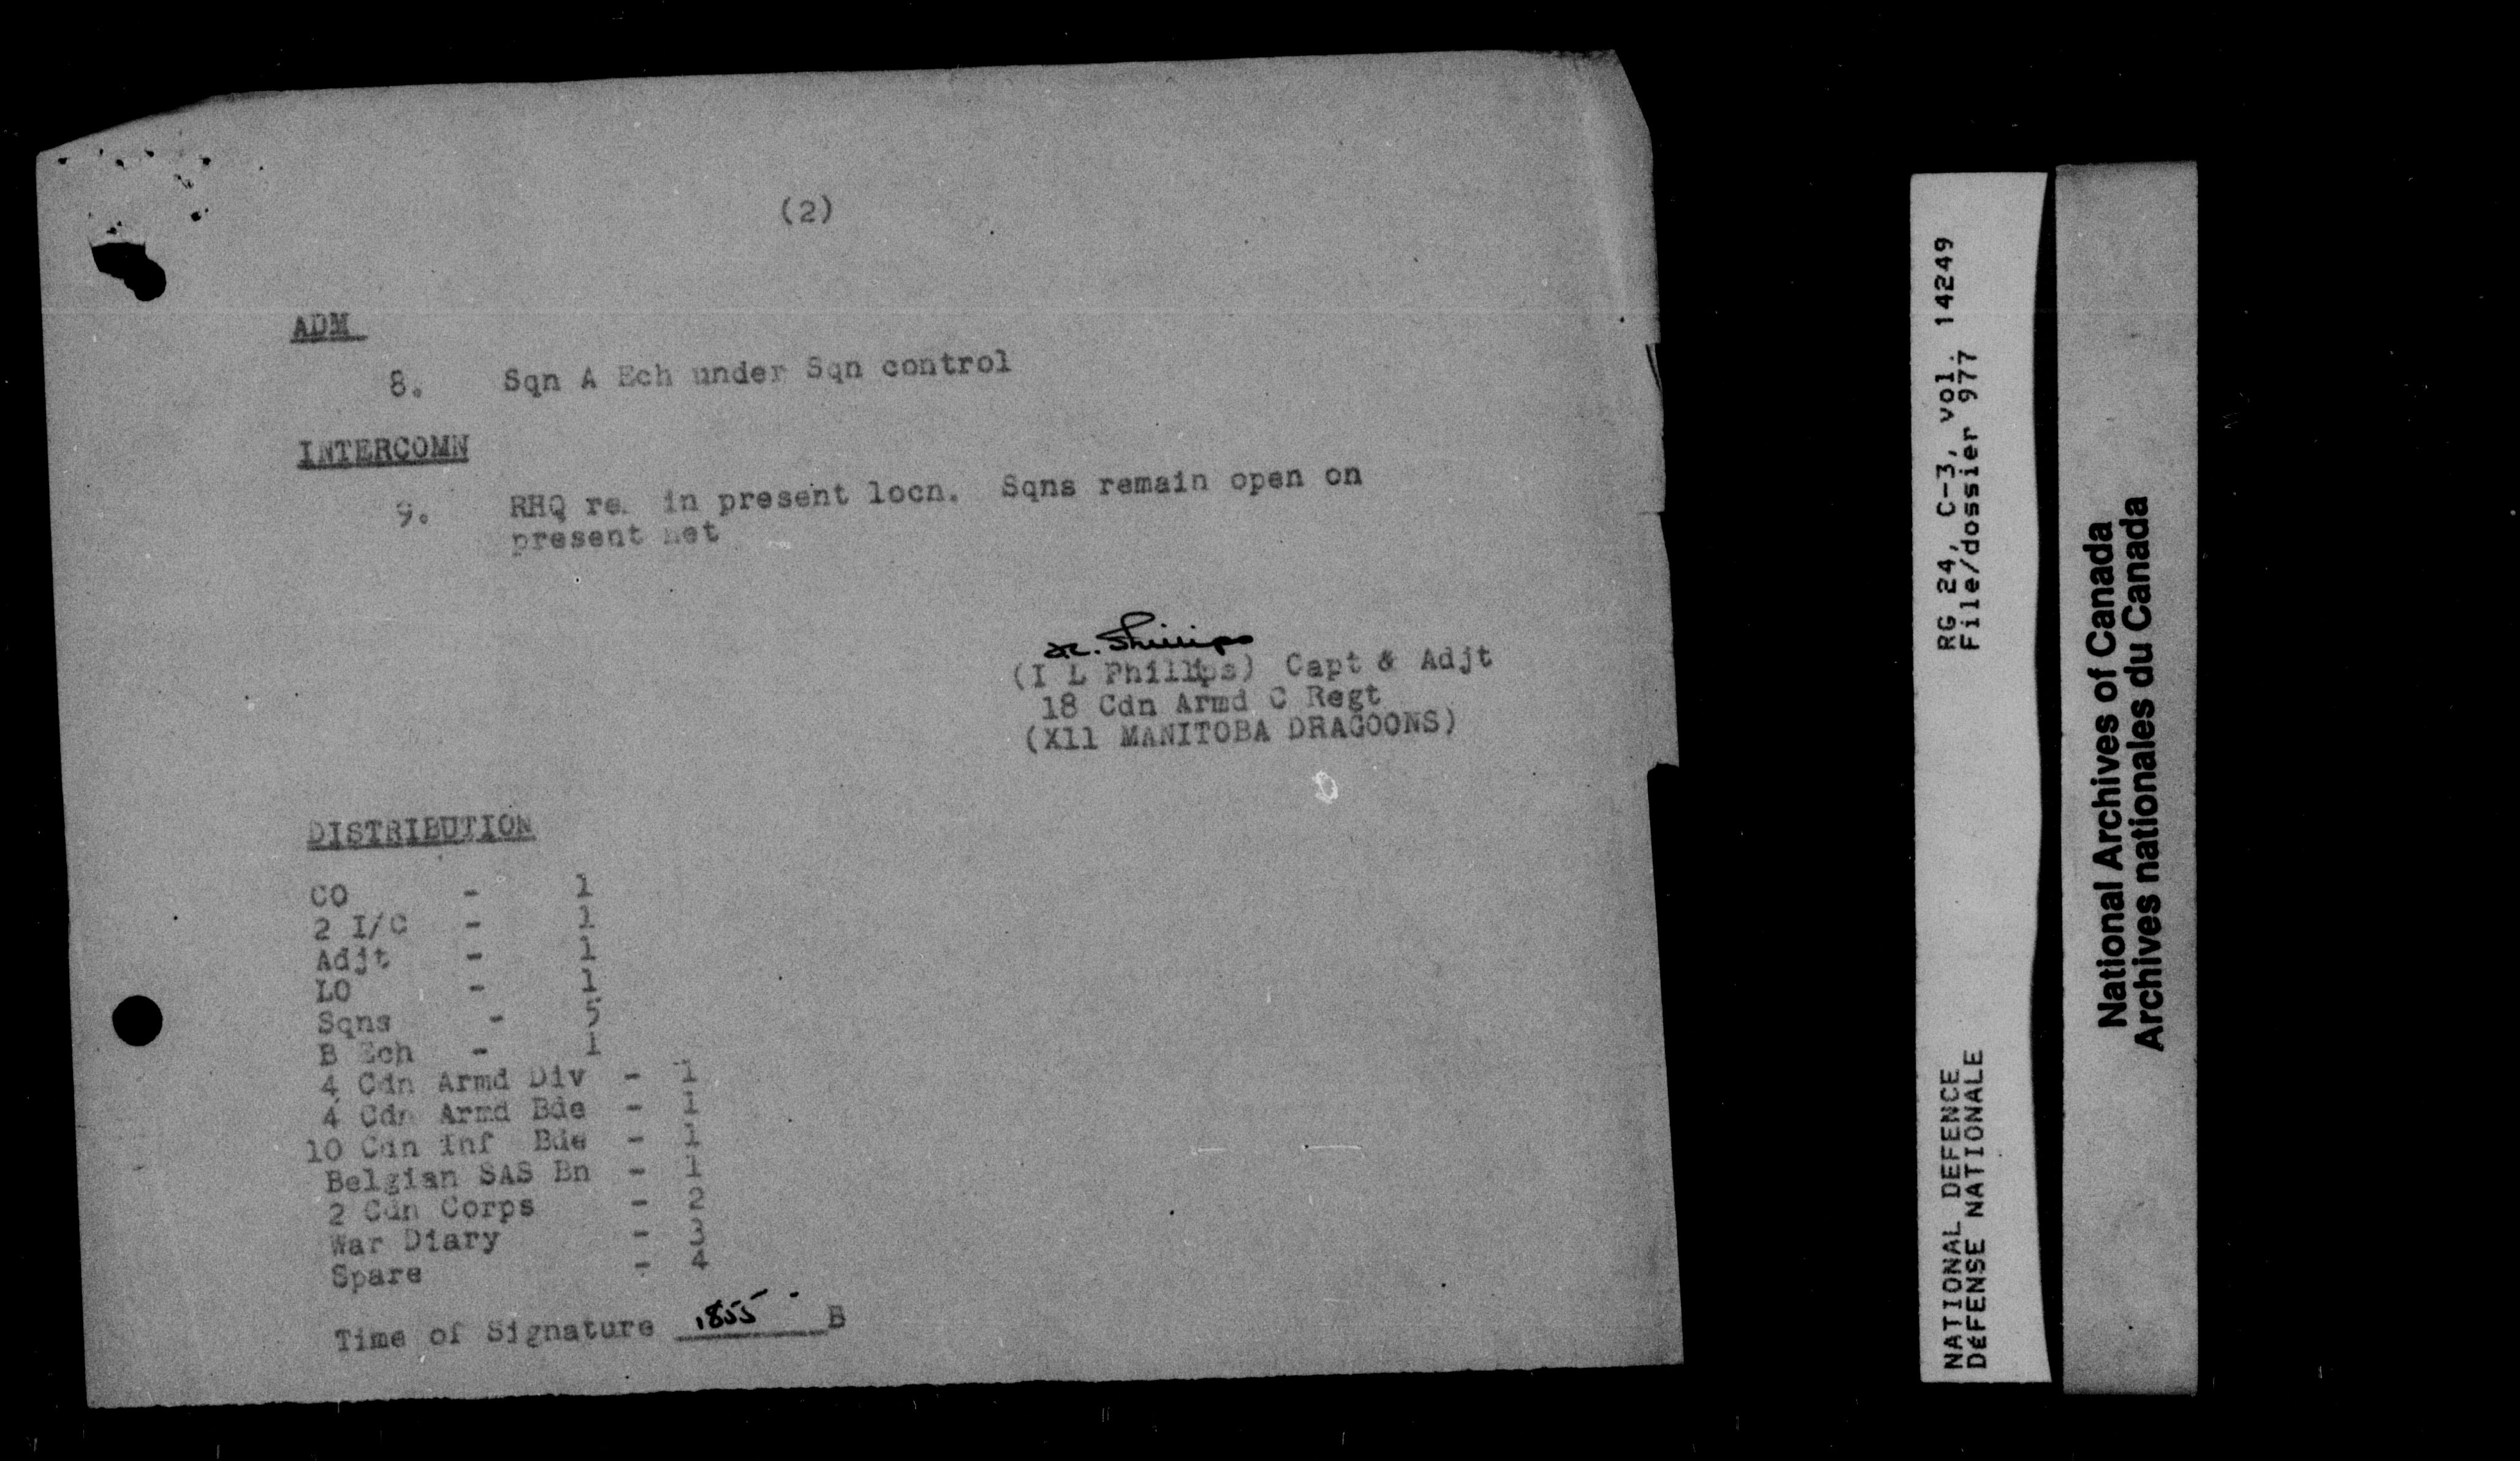 (2)
ADM
8. Sqn A Ech under Sqn control
INTERCOMN
9. RHQ re in present locn. Sqns remain open on
present net
(I L Phillips) Capt & Adjt
18 Cdn Armd C Regt
(X11 MANITOBA DRAGOONS)
DISTRIBUTION
CO - 1
2 I/C - 1
Adjt - 1
LO - 1
Sqns - 5
B Ech - 1
4 Cdn Armd Div - 1
4 Cdn Armd Bde - 1
10 Cdn Inf Bde - 1
Belgian SAS Bn - 1
2 Cdn Corps - 2
War Diary - 3
Spare - 4
Time of Signature 1855 B
RG 24, C-3, vol. 14249
File/dossier 977
NATIONAL DEFENCE
DéFENSE NATIONALE
National Archives of Canada
Archives nationales du Canada